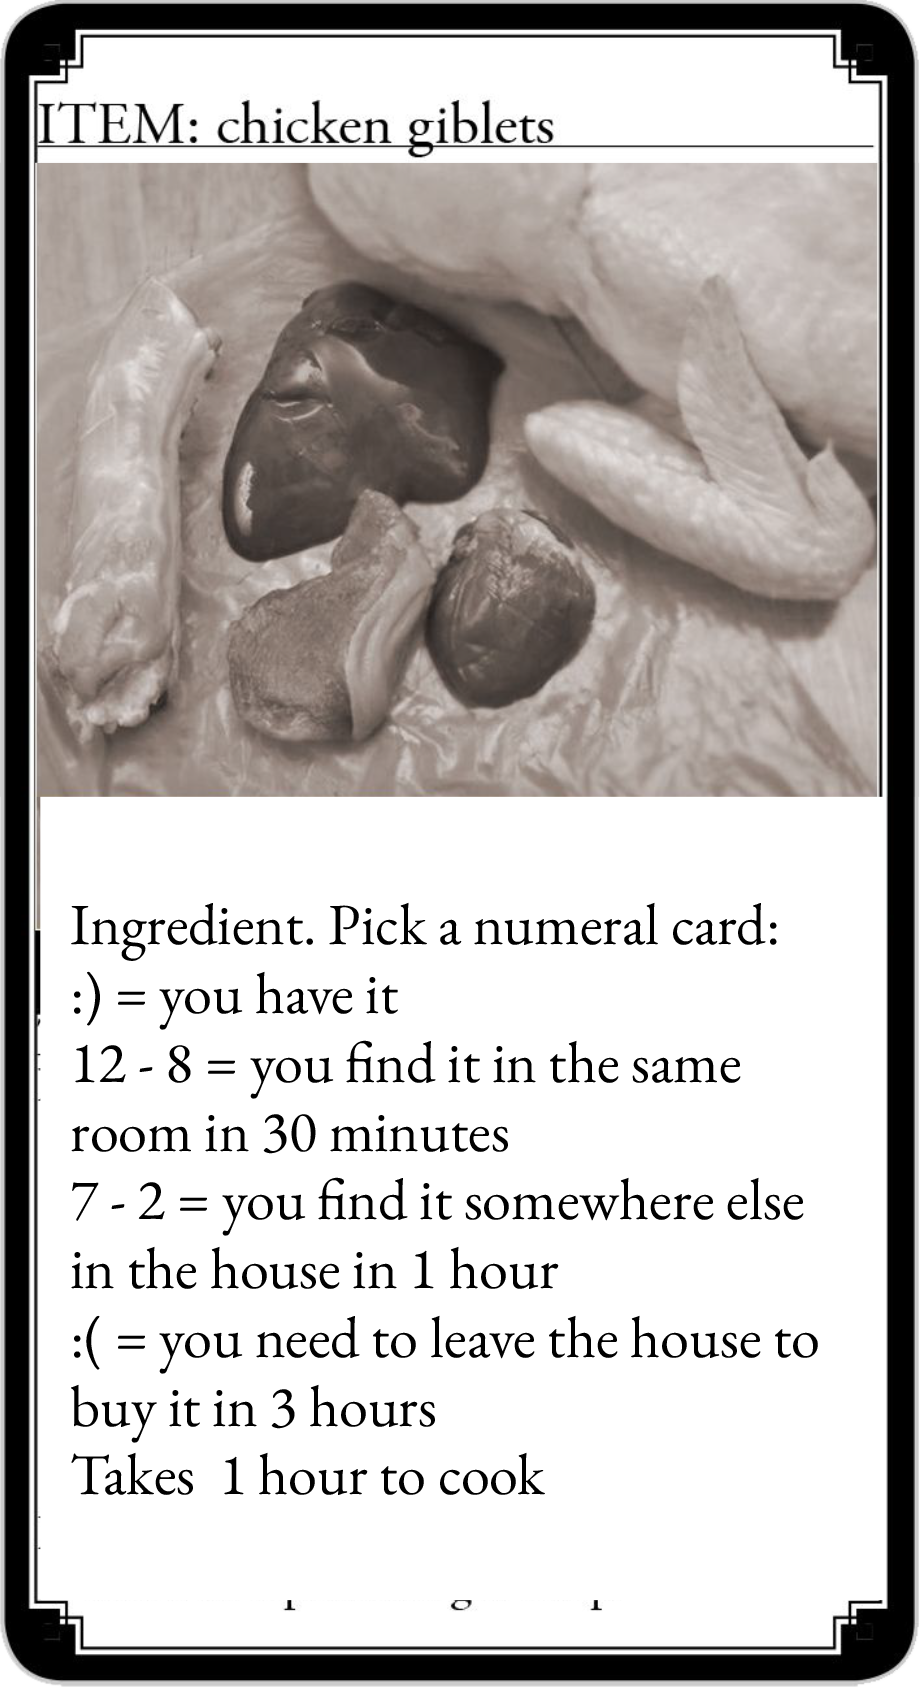 ITEM: chicken giblets
Ingredient. Pick a numeral card:
:) = you have it
12 - 8 = you find it in the same
room in 30 minutes
7 - 2 = you find it somewhere else
in the house in 1 hour
:( = you need to leave the house to
buy it in 3 hours
Takes  1 hour to cook